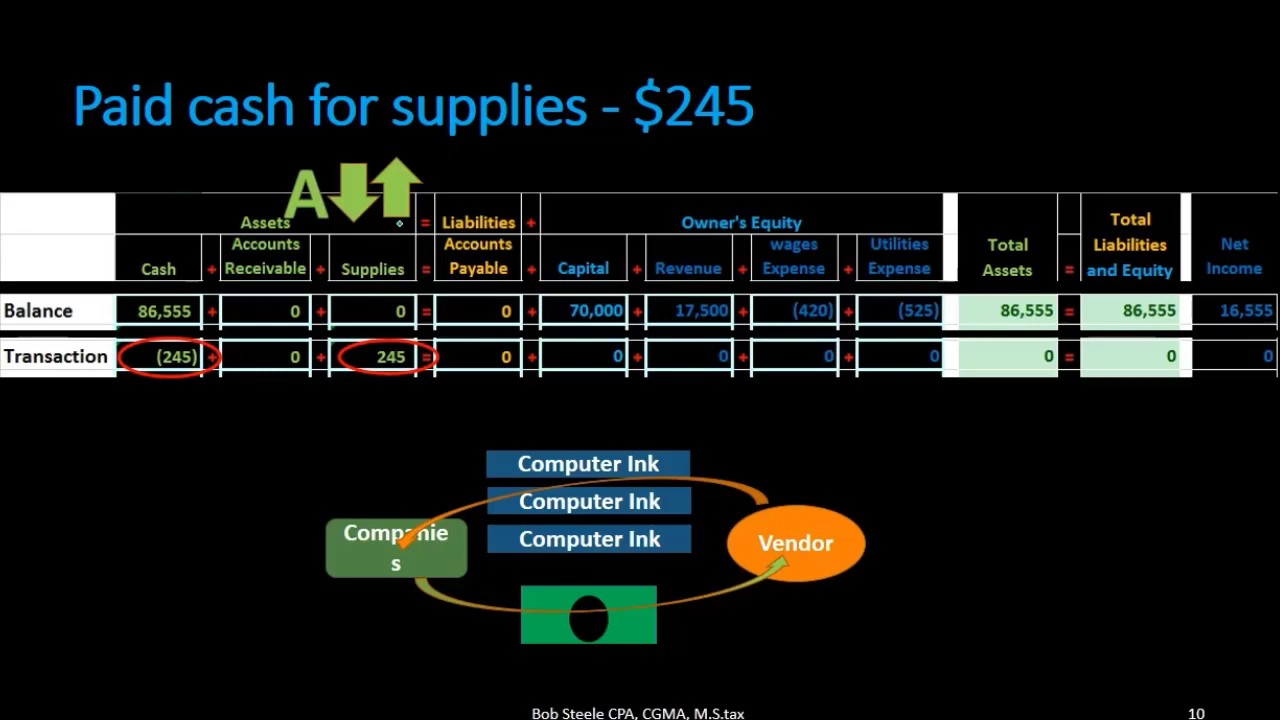 Paid cash for supplies - $245
A
Assets = Liabilities + Owner's Equity
Cash + Accounts Receivable + Supplies = Accounts Payable + Capital + Revenue + wages Expense + Utilities Expense Total Assets = Total Liabilities and Equity Net Income
Balance 86,555 + 0 + 0 = 0 + 70,000 + 17,500 + (420) + (525) 86,555 = 86,555 16,555
Transaction (245) + 0 + 245 = 0 + 0 + 0 + 0 + 0 0 = 0 0
Computer Ink
Computer Ink
Computer Ink
Companie
s
Vendor
Bob Steele CPA, CGMA, M.S.tax 10